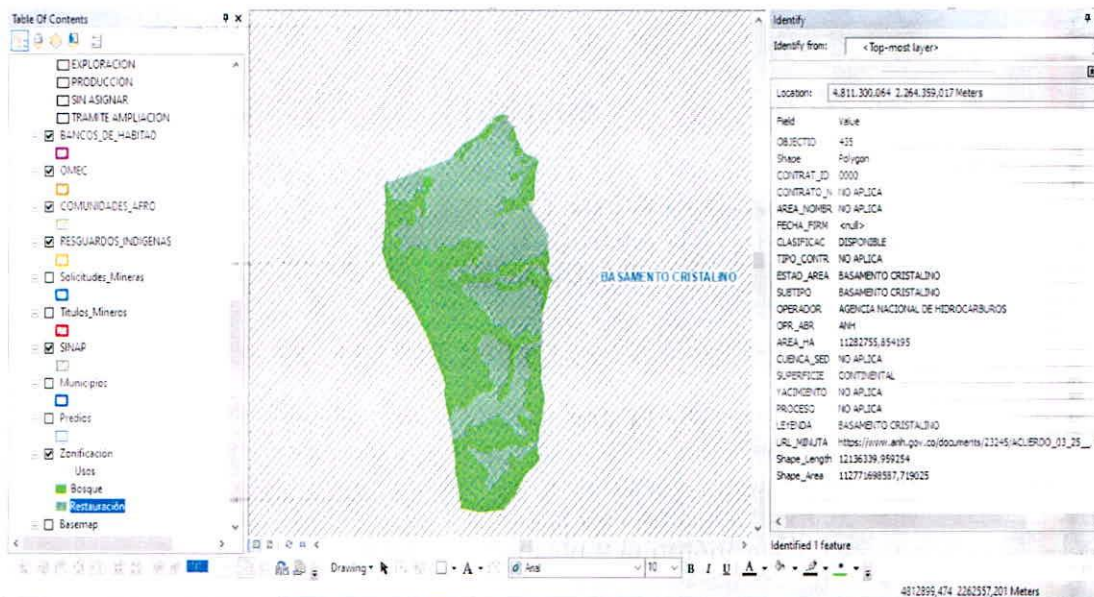 Table Of Contents
EXPLORACION
PRODUCCION
SIN ASIGNAR
TRAMITE AMPLIACION
BANCOS_DE_HABITAD
OMEC
COMUNIDADES_AFRO
RESGUARDOS_INDIGENAS
Solicitudes_Mineras
Titulos_Mineros
SINAP
Municipios
Predios
Zonificacion
Usos
Bosque
Restauración
Basemap
BASAMENTO CRISTALINO
Identify
Identify from: <Top-most layer>
Location: 4.811.300,064 2.264.359,017 Meters
Field Value
OBJECTID 435
Shape Polygon
CONTRAT_ID 0000
CONTRATO_N NO APLICA
AREA_NOMBR NO APLICA
FECHA_FIRM <null>
CLASIFICAC DISPONIBLE
TIPO_CONTR NO APLICA
ESTAD_AREA BASAMENTO CRISTALINO
SUBTIPO BASAMENTO CRISTALINO
OPERADOR AGENCIA NACIONAL DE HIDROCARBUROS
OPR_ABR ANH
AREA_HA 11282755,854195
CUENCA_SED NO APLICA
SUPERFICIE CONTINENTAL
YACIMIENTO NO APLICA
PROCESO NO APLICA
LEYENDA BASAMENTO CRISTALINO
URL_MINUTA https://www.anh.gov.co/documents/23245/ACUERDO_03_25__
Shape_Length 12136339,959254
Shape_Area 112771698587,719025
Identified 1 feature
Drawing A Arial 10 B I U A
4812899,474 2262557,201 Meters